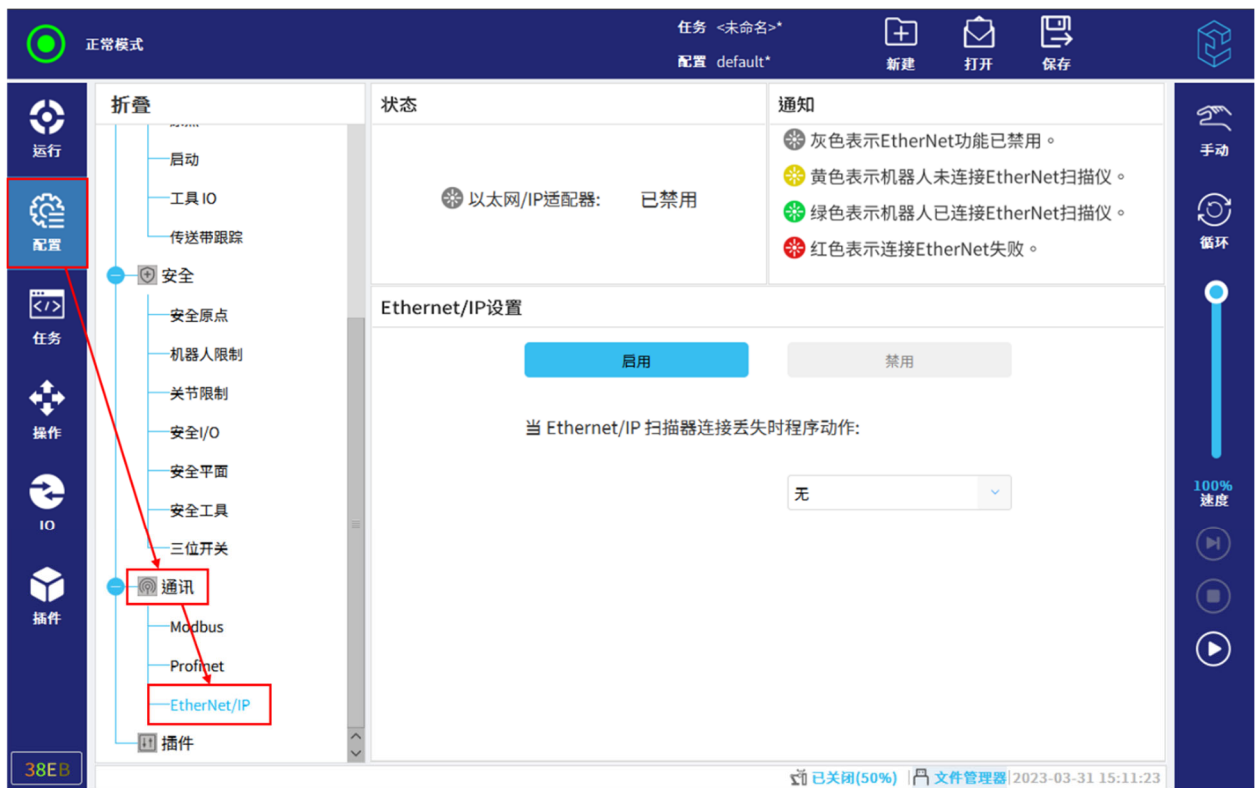 正常模式
任务 <未命名>*
配置 default*
新建
打开
保存
运行
配置
任务
操作
IO
插件
38EB
折叠
启动
工具 IO
传送带跟踪
安全
安全原点
机器人限制
关节限制
安全I/O
安全平面
安全工具
三位开关
通讯
Modbus
Profinet
EtherNet/IP
插件
状态
以太网/IP适配器: 已禁用
通知
灰色表示EtherNet功能已禁用。
黄色表示机器人未连接EtherNet扫描仪。
绿色表示机器人已连接EtherNet扫描仪。
红色表示连接EtherNet失败。
Ethernet/IP设置
启用
禁用
当 Ethernet/IP 扫描器连接丢失时程序动作:
无
手动
循环
100%
速度
已关闭(50%)
文件管理器
2023-03-31 15:11:23